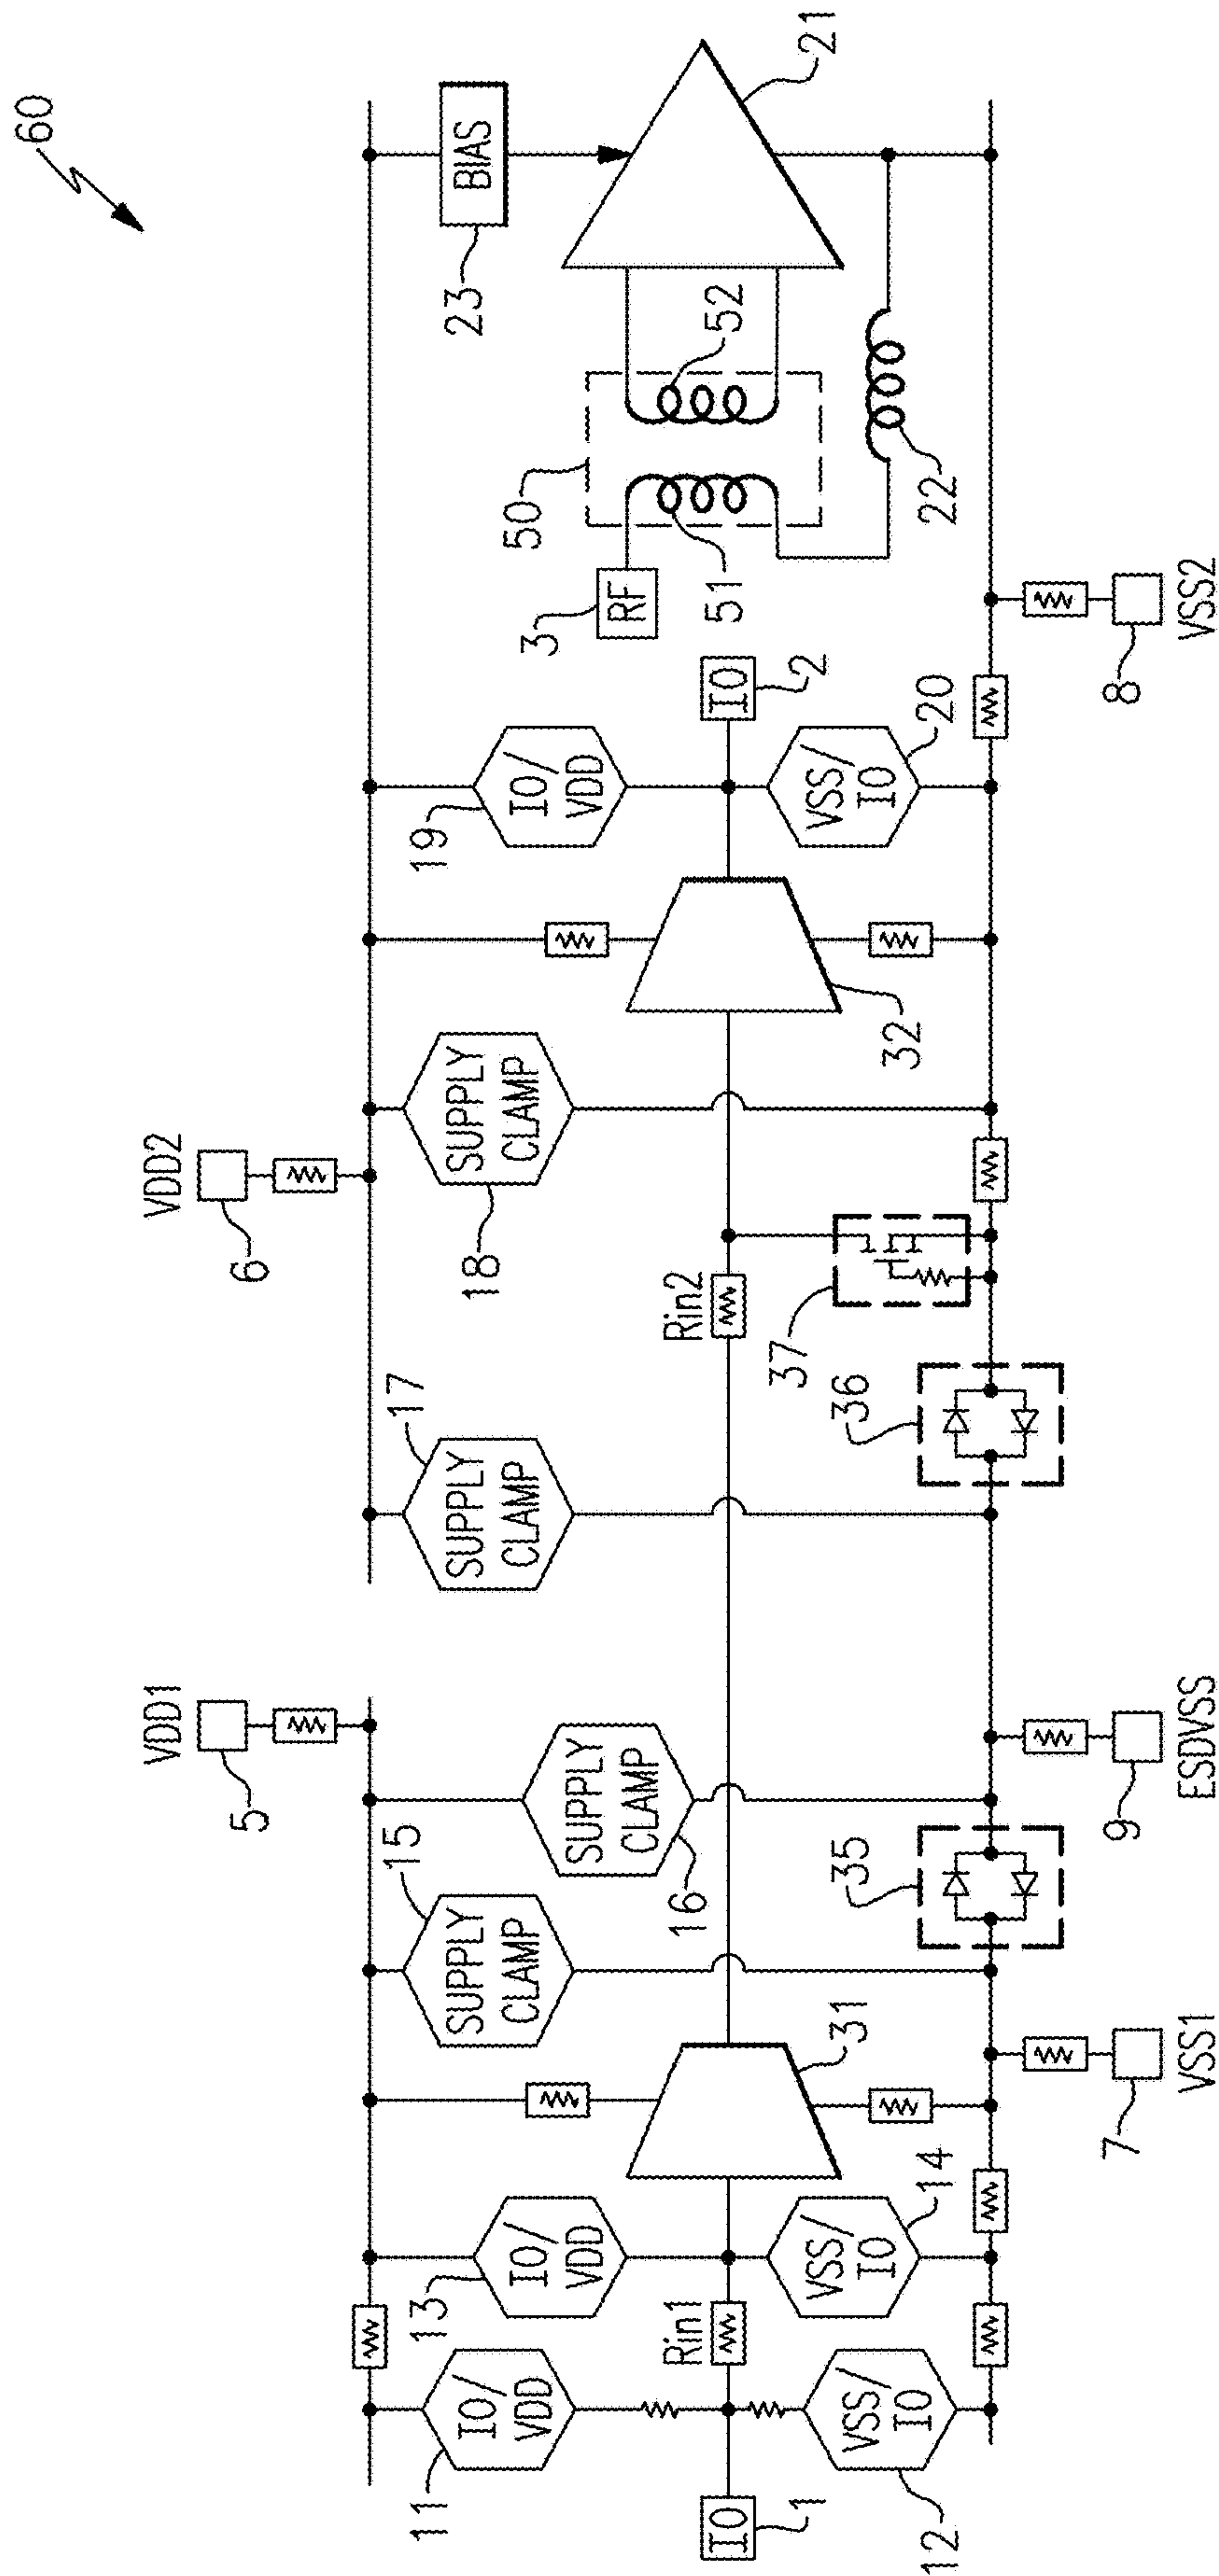 60
VDD1
5
VDD2
6
11
IO/
VDD
13
IO/
VDD
15
SUPPLY
CLAMP
16
SUPPLY
CLAMP
17
SUPPLY
CLAMP
18
SUPPLY
CLAMP
19
IO/
VDD
23
BIAS
IO
1
Rin1
31
Rin2
32
IO
2
3
RF
50
51
52
21
22
12
VSS/
IO
14
VSS/
IO
35
36
37
VSS/
IO
20
7
VSS1
9
ESDVSS
8
VSS2